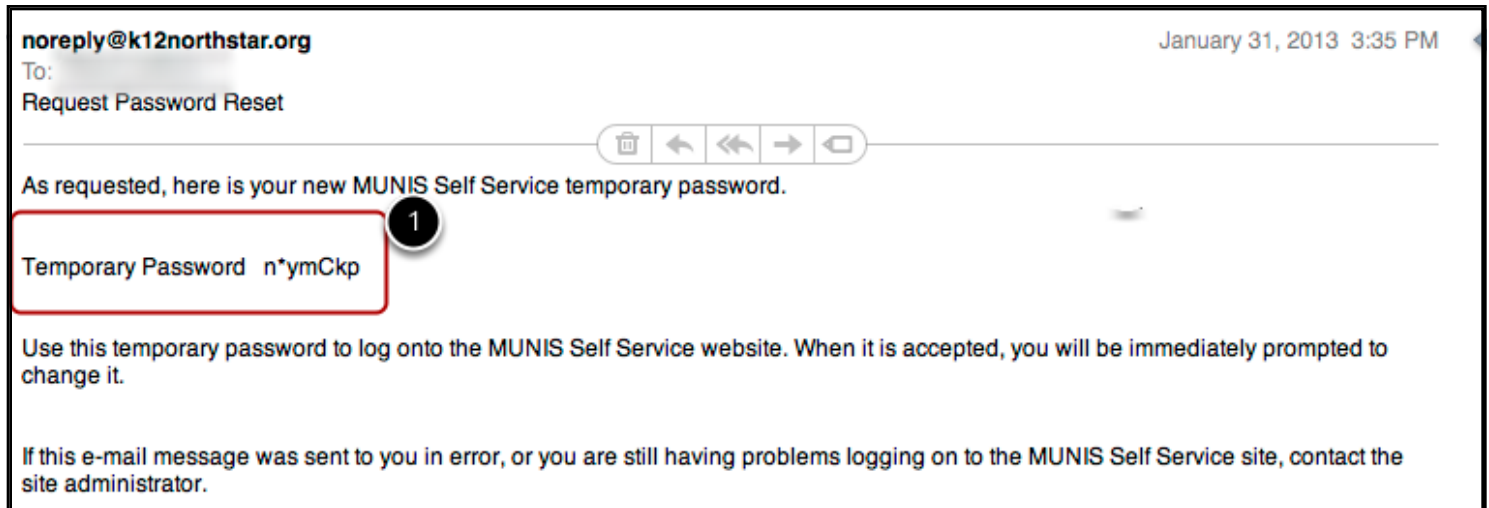 noreply@k12northstar.org
January 31, 2013 3:35 PM
To:
Request Password Reset
As requested, here is your new MUNIS Self Service temporary password.
1
Temporary Password n*ymCkp
Use this temporary password to log onto the MUNIS Self Service website. When it is accepted, you will be immediately prompted to
change it.
If this e-mail message was sent to you in error, or you are still having problems logging on to the MUNIS Self Service site, contact the
site administrator.